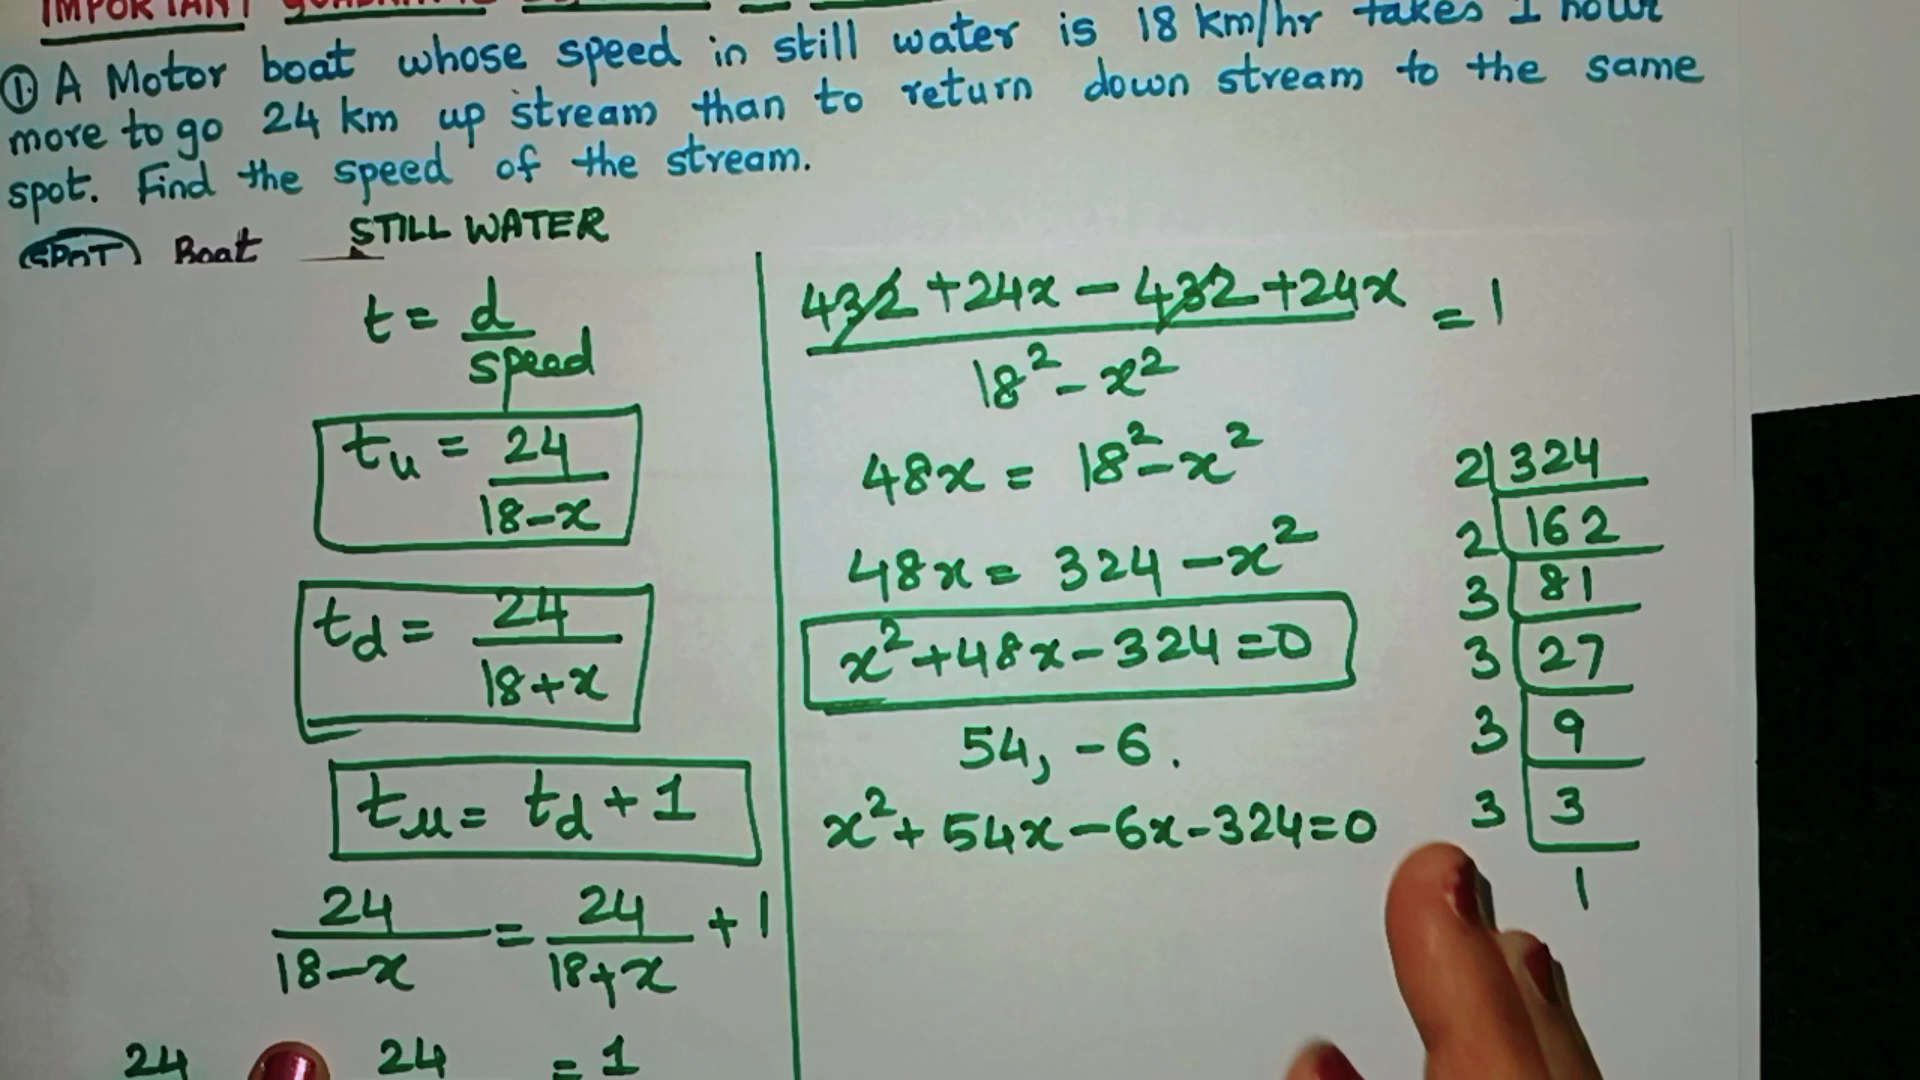 IMPORTANT
① A Motor boat whose speed in still water is 18 km/hr takes 1 hour
more to go 24 km up stream than to return down stream to the same
spot. Find the speed of the stream.
SPOT Boat STILL WATER
t = d/speed
tu = 24/(18-x)
td = 24/(18+x)
tu = td + 1
24/(18-x) = 24/(18+x) + 1
24 24 = 1
(432 + 24x - 432 + 24x)/(18² - x²) = 1
48x = 18² - x²
48x = 324 - x²
x² + 48x - 324 = 0
54, -6.
x² + 54x - 6x - 324 = 0
2 | 324
2 | 162
3 | 81
3 | 27
3 | 9
3 | 3
1